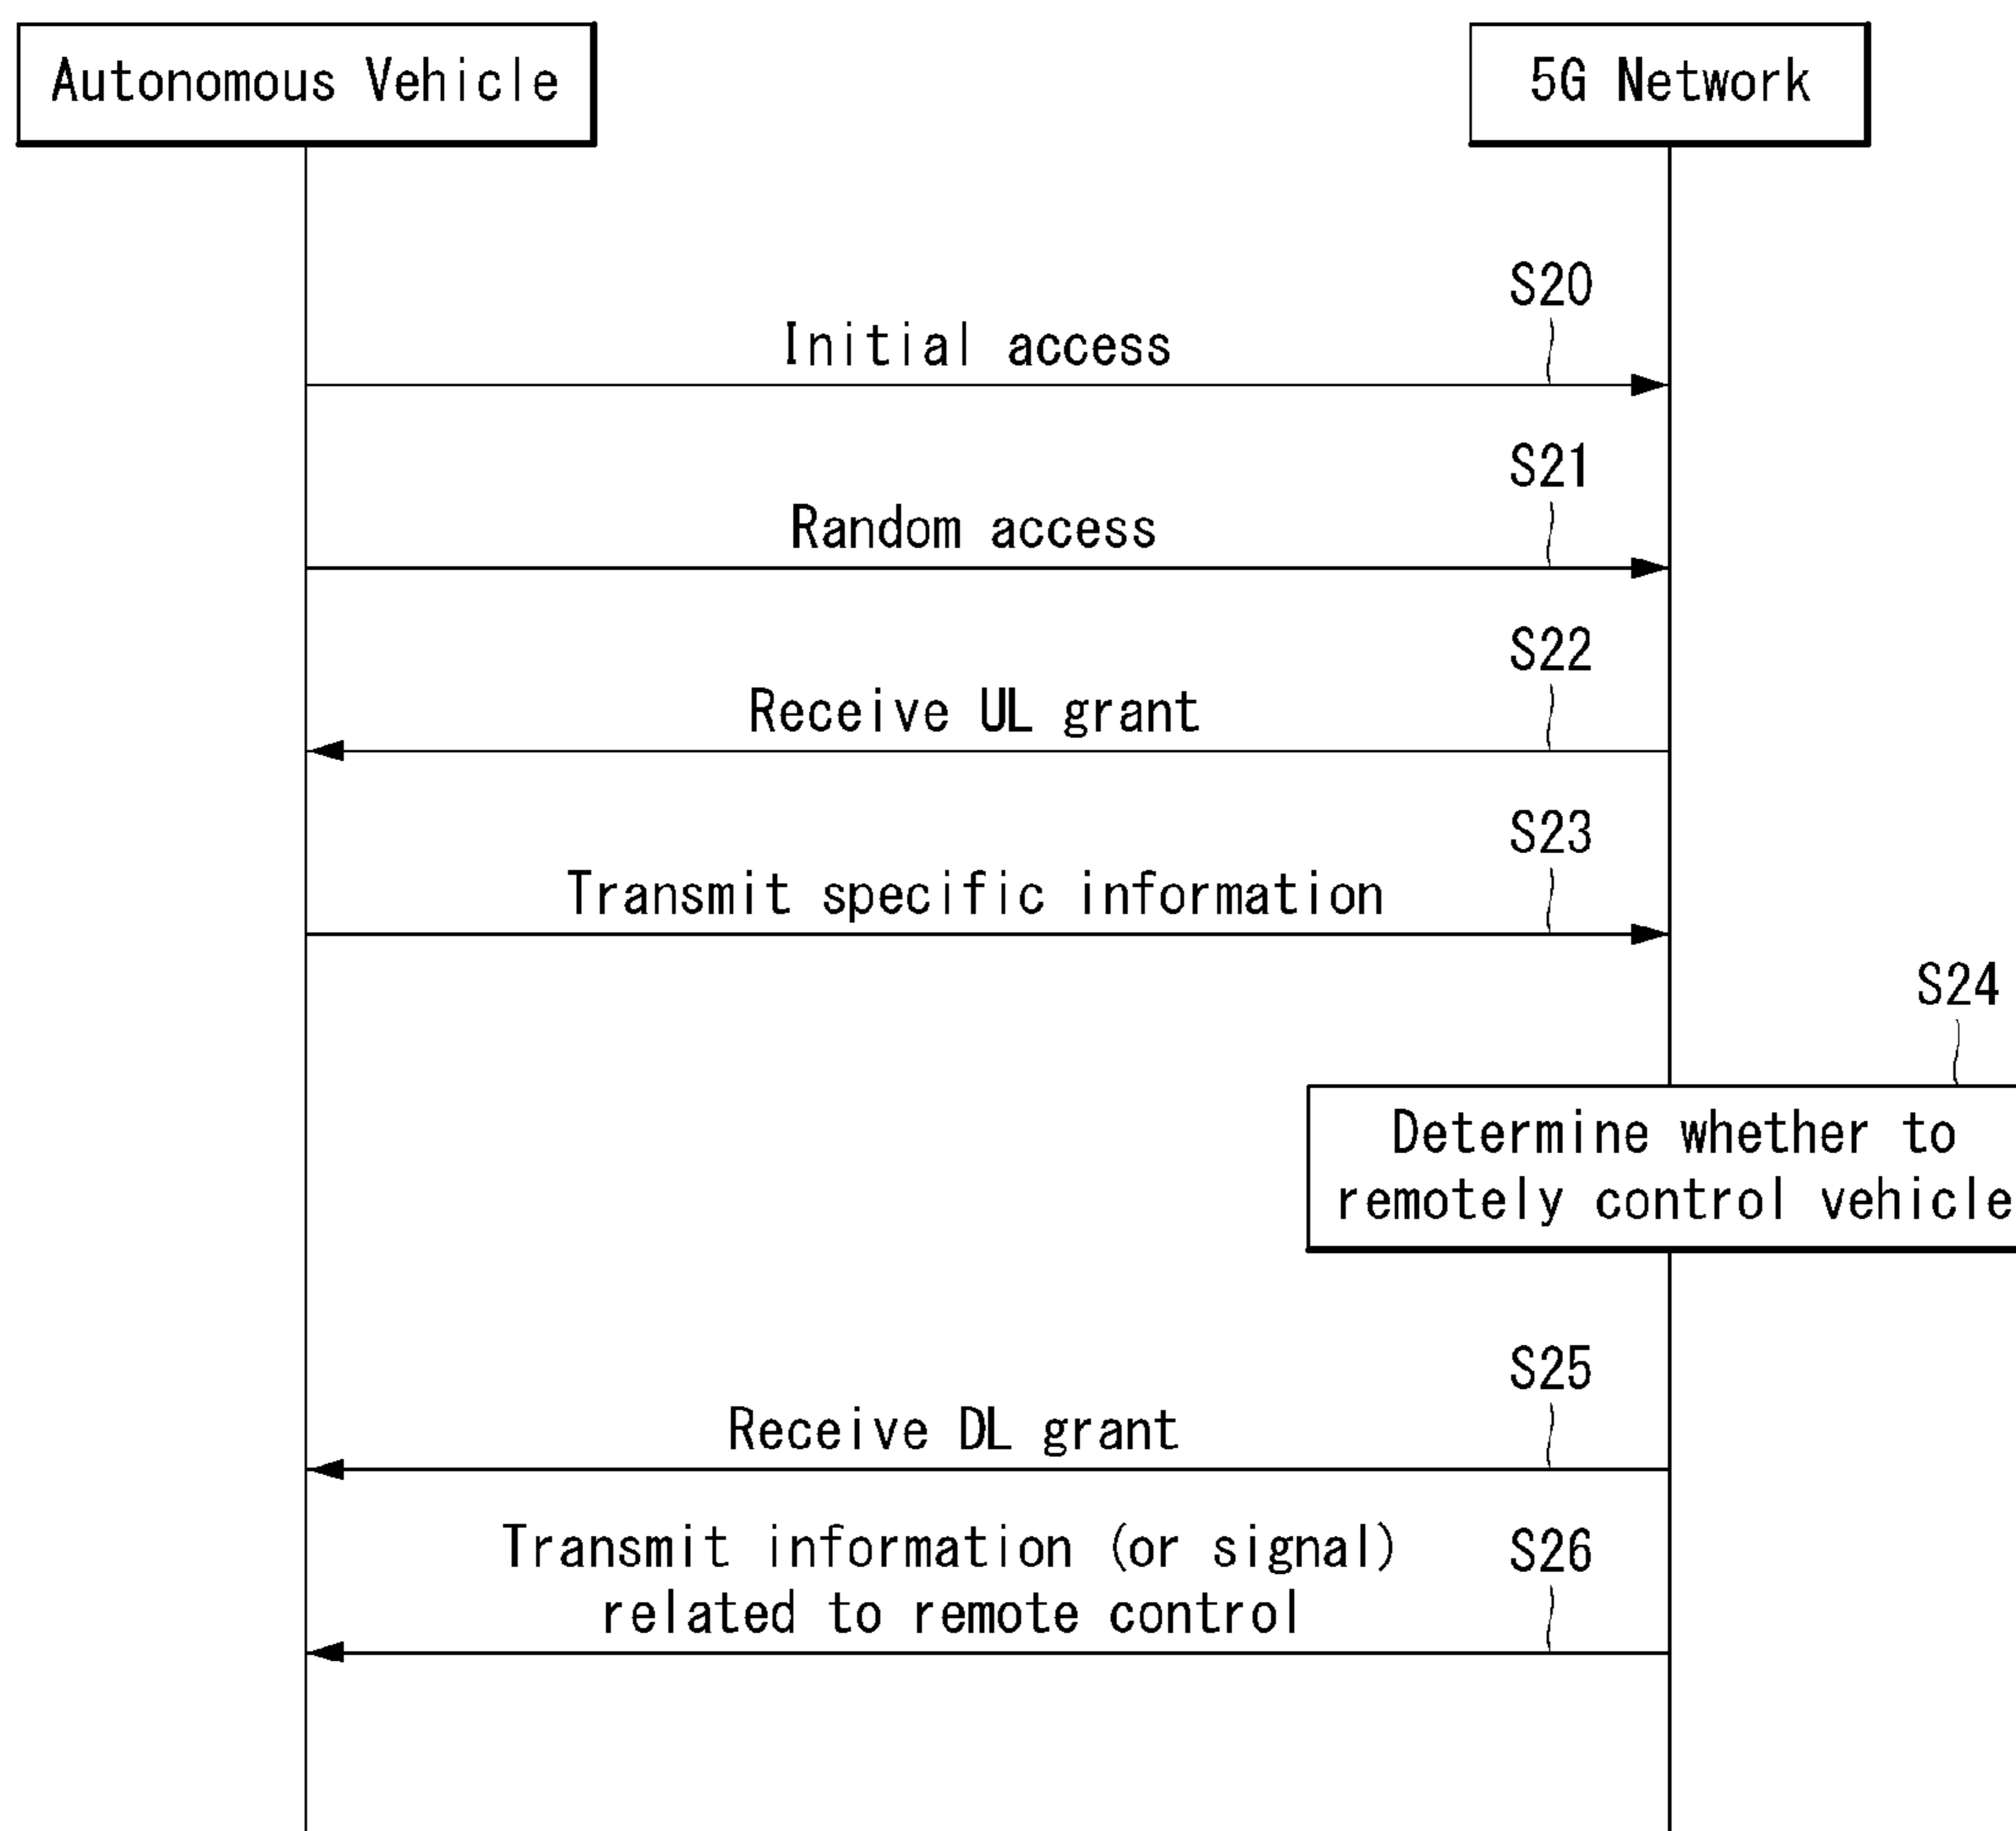 Autonomous Vehicle
5G Network
S20
Initial access
S21
Random access
S22
Receive UL grant
S23
Transmit specific information
S24
Determine whether to
remotely control vehicle
S25
Receive DL grant
S26
Transmit information (or signal)
related to remote control